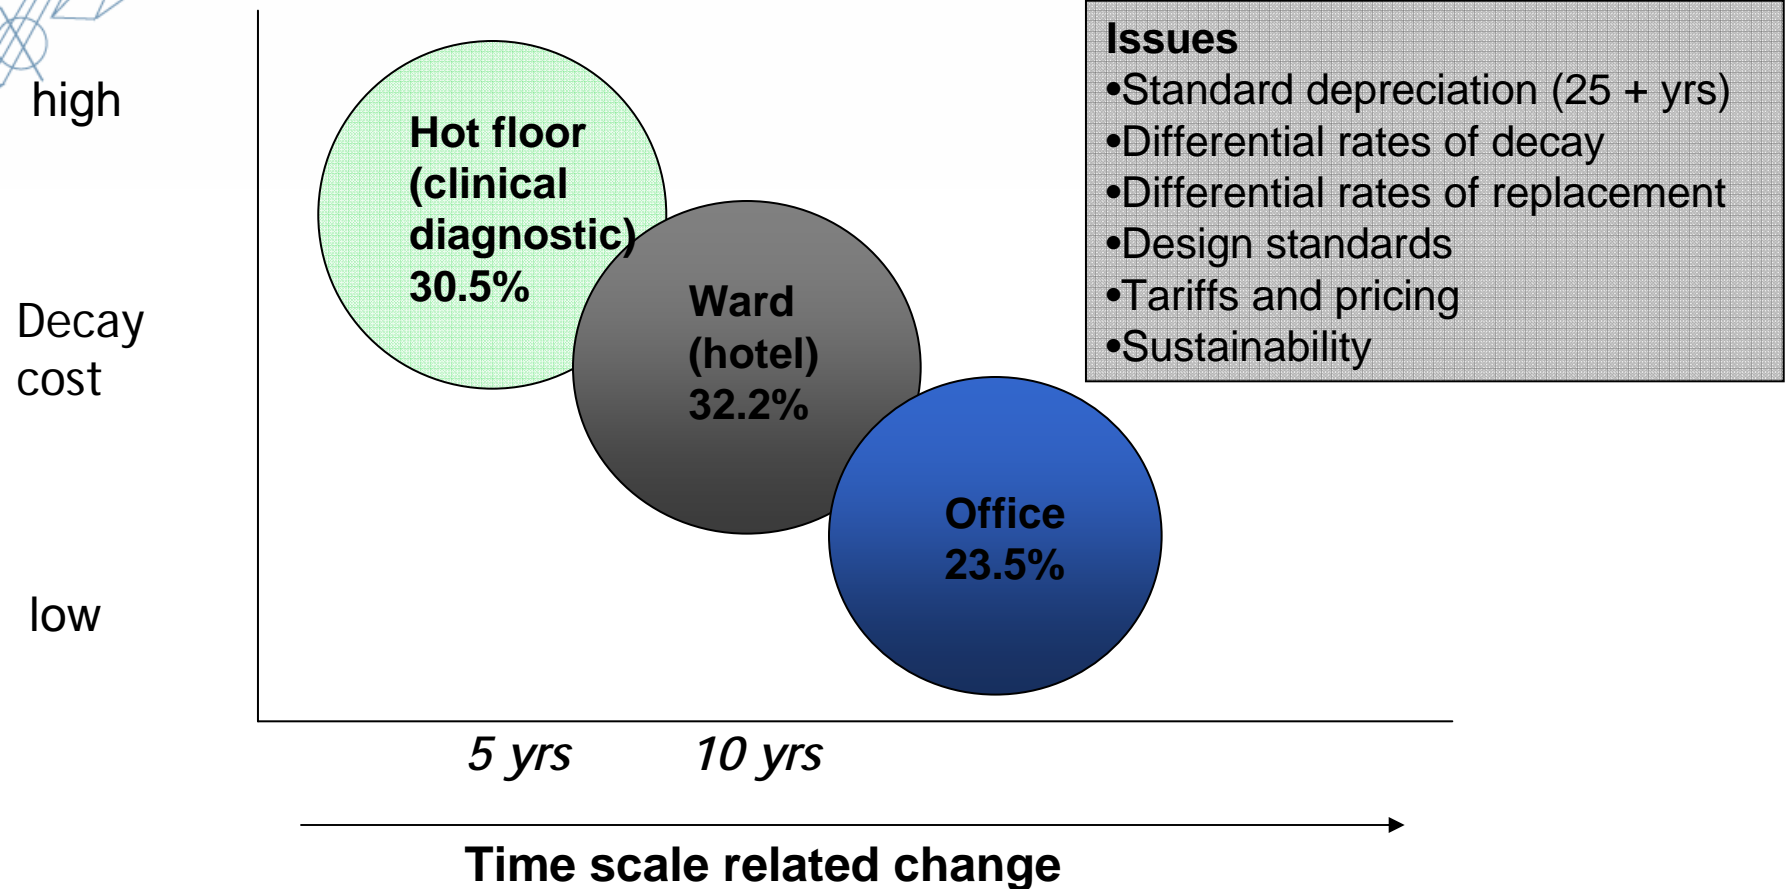 high
Decay
cost
low
Hot floor
(clinical
diagnostic)
30.5%
Ward
(hotel)
32.2%
Office
23.5%
Issues
•Standard depreciation (25 + yrs)
•Differential rates of decay
•Differential rates of replacement
•Design standards
•Tariffs and pricing
•Sustainability
5 yrs
10 yrs
Time scale related change